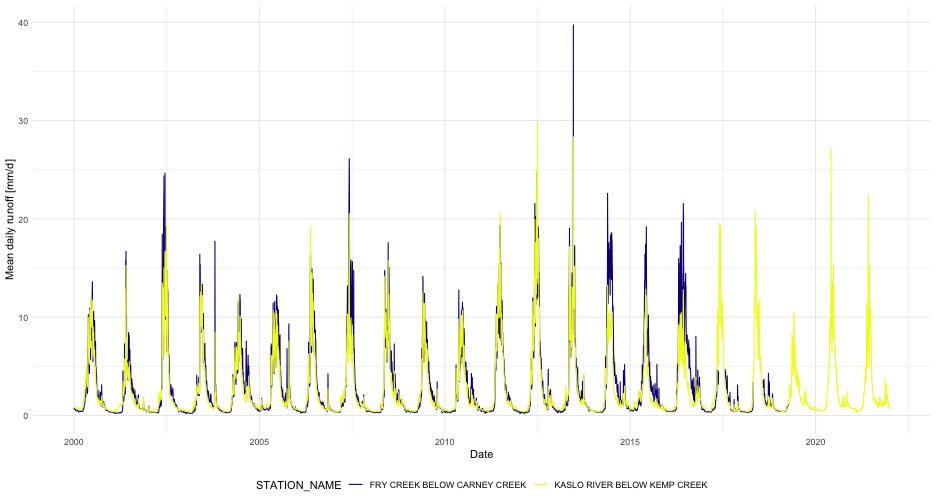 40
30
20
10
0
Mean daily runoff [mm/d]
2000 2005 2010 2015 2020
Date
STATION_NAME FRY CREEK BELOW CARNEY CREEK KASLO RIVER BELOW KEMP CREEK